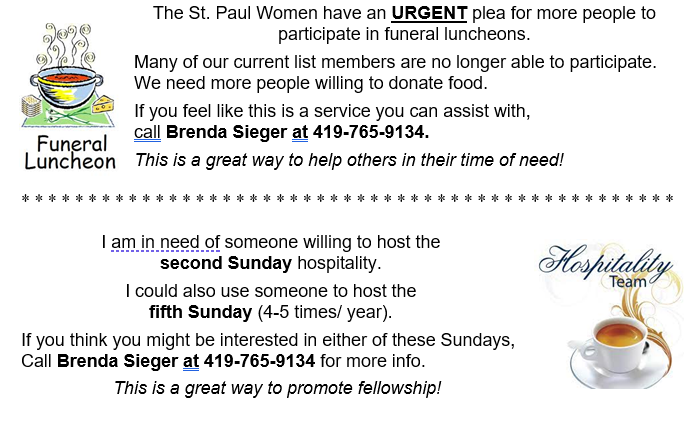 The St. Paul Women have an URGENT plea for more people to
participate in funeral luncheons.
Many of our current list members are no longer able to participate.
We need more people willing to donate food.
If you feel like this is a service you can assist with,
call Brenda Sieger at 419-765-9134.
This is a great way to help others in their time of need!
Funeral
Luncheon
* * * * * * * * * * * * * * * * * * * * * * * * * * * * * * * * * * * * * * * * * * * * * * * * *
I am in need of someone willing to host the
second Sunday hospitality.
I could also use someone to host the
fifth Sunday (4-5 times/ year).
If you think you might be interested in either of these Sundays,
Call Brenda Sieger at 419-765-9134 for more info.
This is a great way to promote fellowship!
Hospitality
Team